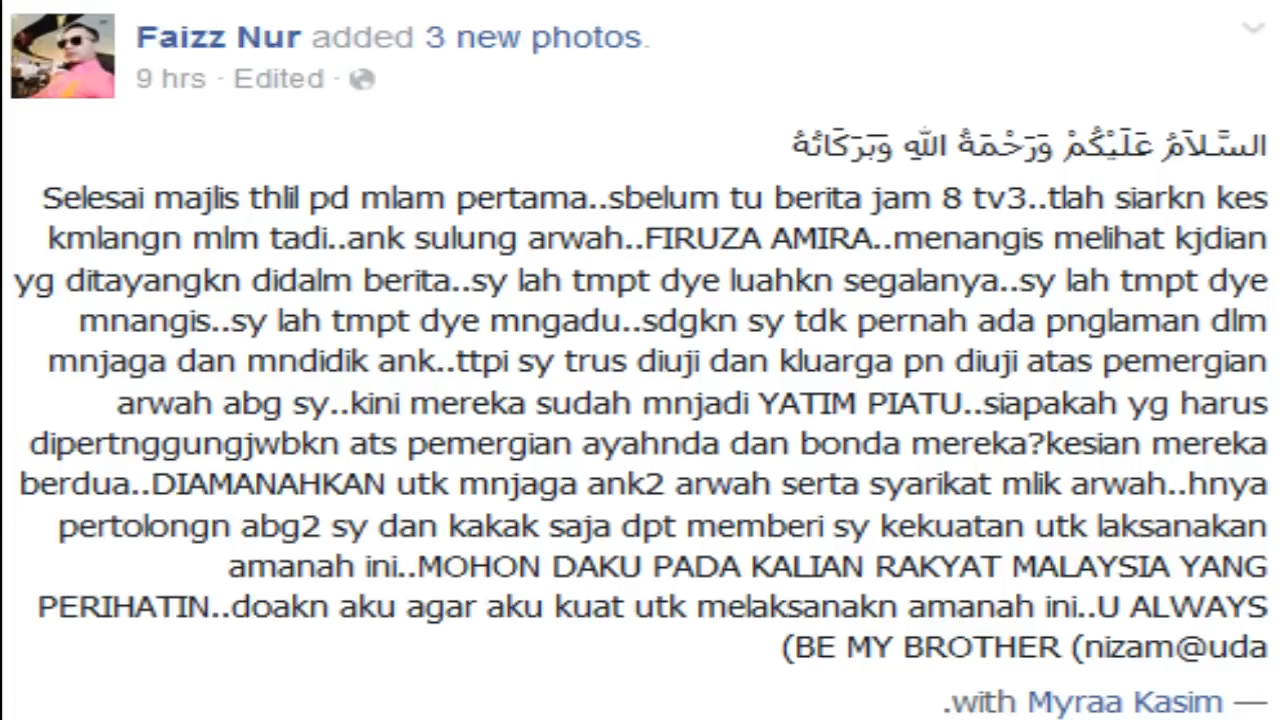 Faizz Nur added 3 new photos.
9 hrs · Edited ·
السَّلاَمُ عَلَيْكُمْ وَرَحْمَةُ اللهِ وَبَرَكَاتُهُ
Selesai majlis thlil pd mlam pertama..sbelum tu berita jam 8 tv3..tlah siarkn kes
kmlangn mlm tadi..ank sulung arwah..FIRUZA AMIRA..menangis melihat kjdian
yg ditayangkn didalm berita..sy lah tmpt dye luahkn segalanya..sy lah tmpt dye
mnangis..sy lah tmpt dye mngadu..sdgkn sy tdk pernah ada pnglaman dlm
mnjaga dan mndidik ank..ttpi sy trus diuji dan kluarga pn diuji atas pemergian
arwah abg sy..kini mereka sudah mnjadi YATIM PIATU..siapakah yg harus
dipertnggungjwbkn ats pemergian ayahnda dan bonda mereka?kesian mereka
berdua..DIAMANAHKAN utk mnjaga ank2 arwah serta syarikat mlik arwah..hnya
pertolongn abg2 sy dan kakak saja dpt memberi sy kekuatan utk laksanakan
amanah ini..MOHON DAKU PADA KALIAN RAKYAT MALAYSIA YANG
PERIHATIN..doakn aku agar aku kuat utk melaksanakn amanah ini..U ALWAYS
(BE MY BROTHER (nizam@uda
.with Myraa Kasim —